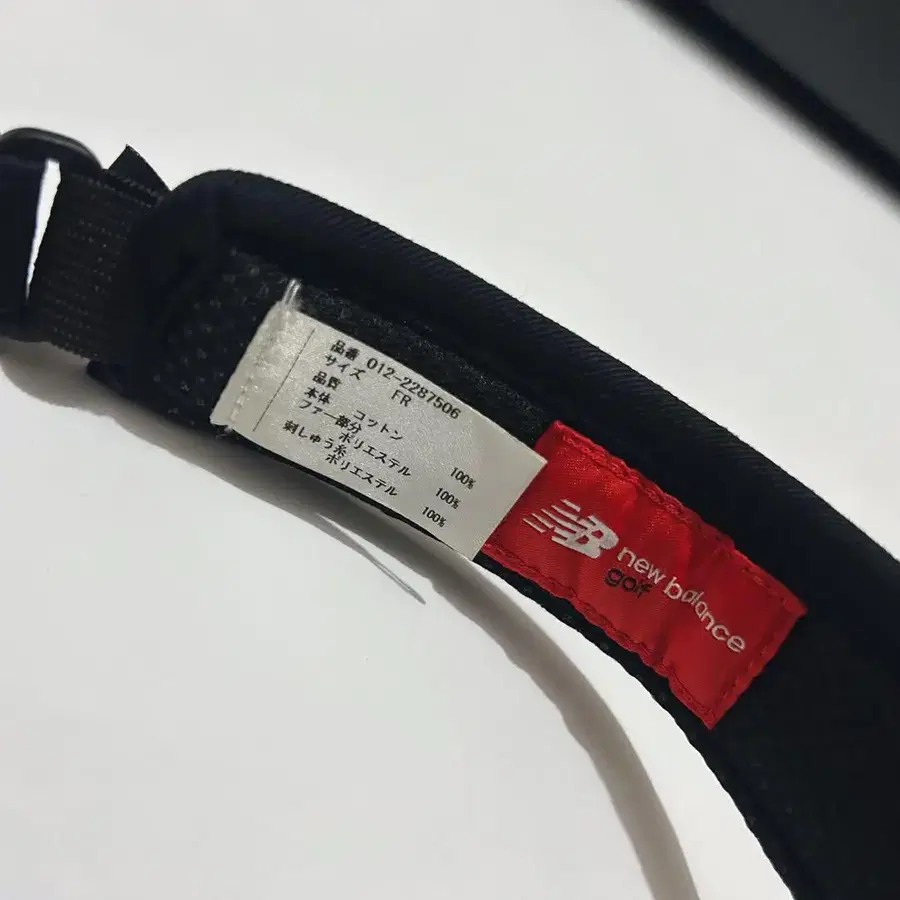 品番 012-2287506
サイズ FR
品質
本体 コットン 100%
ファー部分
ポリエステル 100%
刺しゅう糸
ポリエステル 100%
NB
new balance
golf